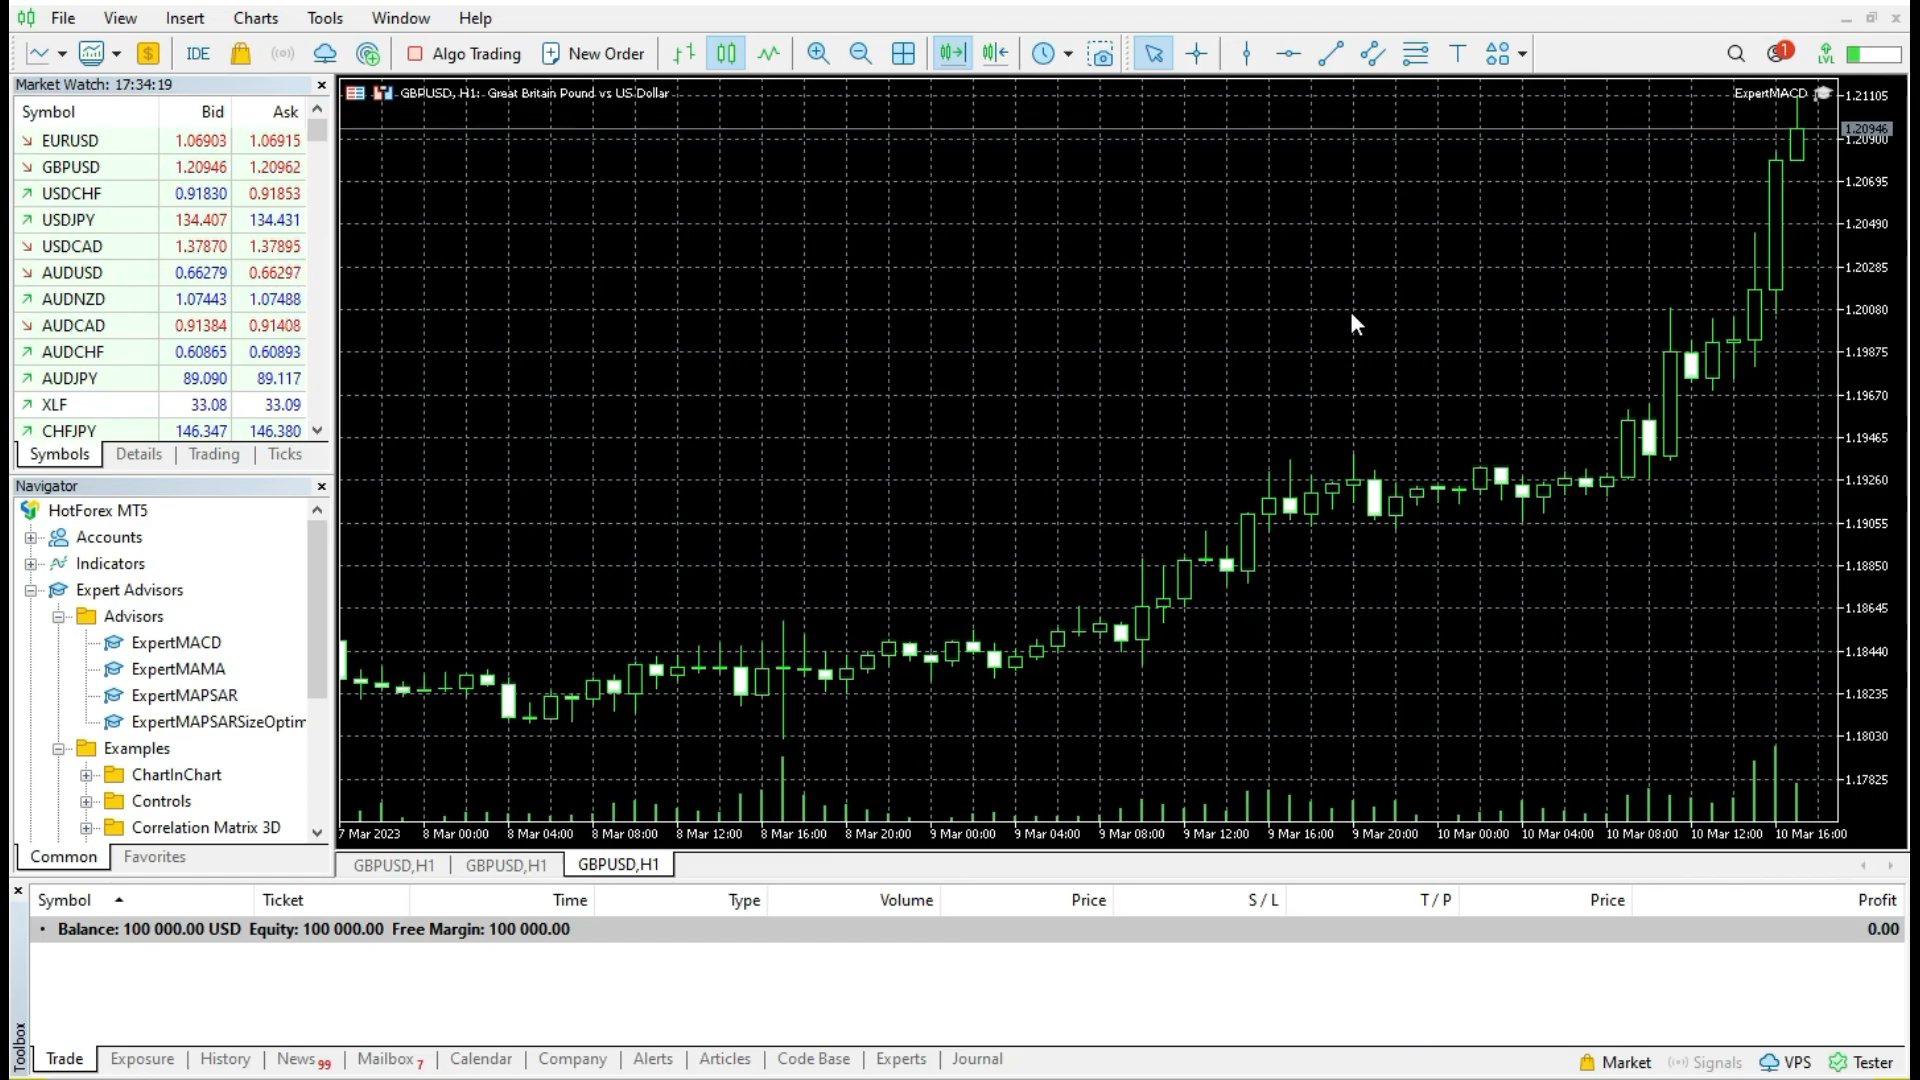 File View Insert Charts Tools Window Help
IDE Algo Trading New Order 1 LVL
Market Watch: 17:34:19
Symbol Bid Ask
EURUSD 1.06903 1.06915
GBPUSD 1.20946 1.20962
USDCHF 0.91830 0.91853
USDJPY 134.407 134.431
USDCAD 1.37870 1.37895
AUDUSD 0.66279 0.66297
AUDNZD 1.07443 1.07488
AUDCAD 0.91384 0.91408
AUDCHF 0.60865 0.60893
AUDJPY 89.090 89.117
XLF 33.08 33.09
CHFJPY 146.347 146.380
Symbols Details Trading Ticks
Navigator
HotForex MT5
Accounts
Indicators
Expert Advisors
Advisors
ExpertMACD
ExpertMAMA
ExpertMAPSAR
ExpertMAPSARSizeOptim
Examples
ChartInChart
Controls
Correlation Matrix 3D
Common Favorites
GBPUSD, H1: Great Britain Pound vs US Dollar
ExpertMACD
1.21105
1.20946
1.20900
1.20695
1.20490
1.20285
1.20080
1.19875
1.19670
1.19465
1.19260
1.19055
1.18850
1.18645
1.18440
1.18235
1.18030
1.17825
7 Mar 2023 8 Mar 00:00 8 Mar 04:00 8 Mar 08:00 8 Mar 12:00 8 Mar 16:00 8 Mar 20:00 9 Mar 00:00 9 Mar 04:00 9 Mar 08:00 9 Mar 12:00 9 Mar 16:00 9 Mar 20:00 10 Mar 00:00 10 Mar 04:00 10 Mar 08:00 10 Mar 12:00 10 Mar 16:00
GBPUSD,H1 GBPUSD,H1 GBPUSD,H1
Symbol Ticket Time Type Volume Price S / L T / P Price Profit
Balance: 100 000.00 USD Equity: 100 000.00 Free Margin: 100 000.00 0.00
Toolbox
Trade Exposure History News 99 Mailbox 7 Calendar Company Alerts Articles Code Base Experts Journal
Market Signals VPS Tester